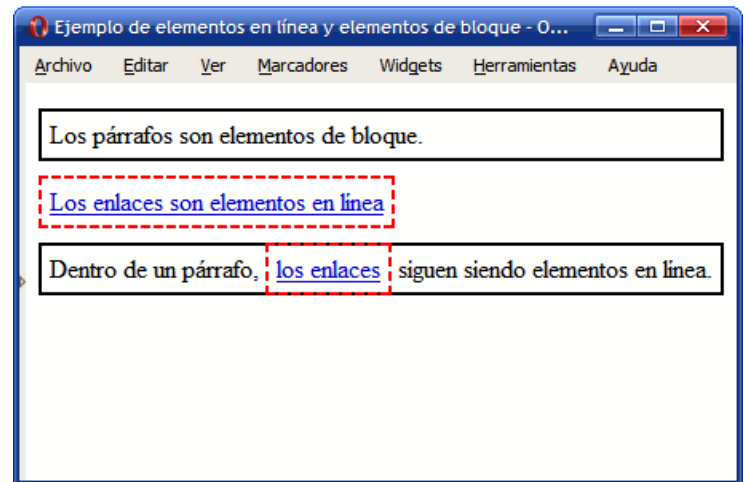 Ejemplo de elementos en línea y elementos de bloque - O...
Archivo Editar Ver Marcadores Widgets Herramientas Ayuda
Los párrafos son elementos de bloque.
Los enlaces son elementos en línea
Dentro de un párrafo, los enlaces siguen siendo elementos en línea.